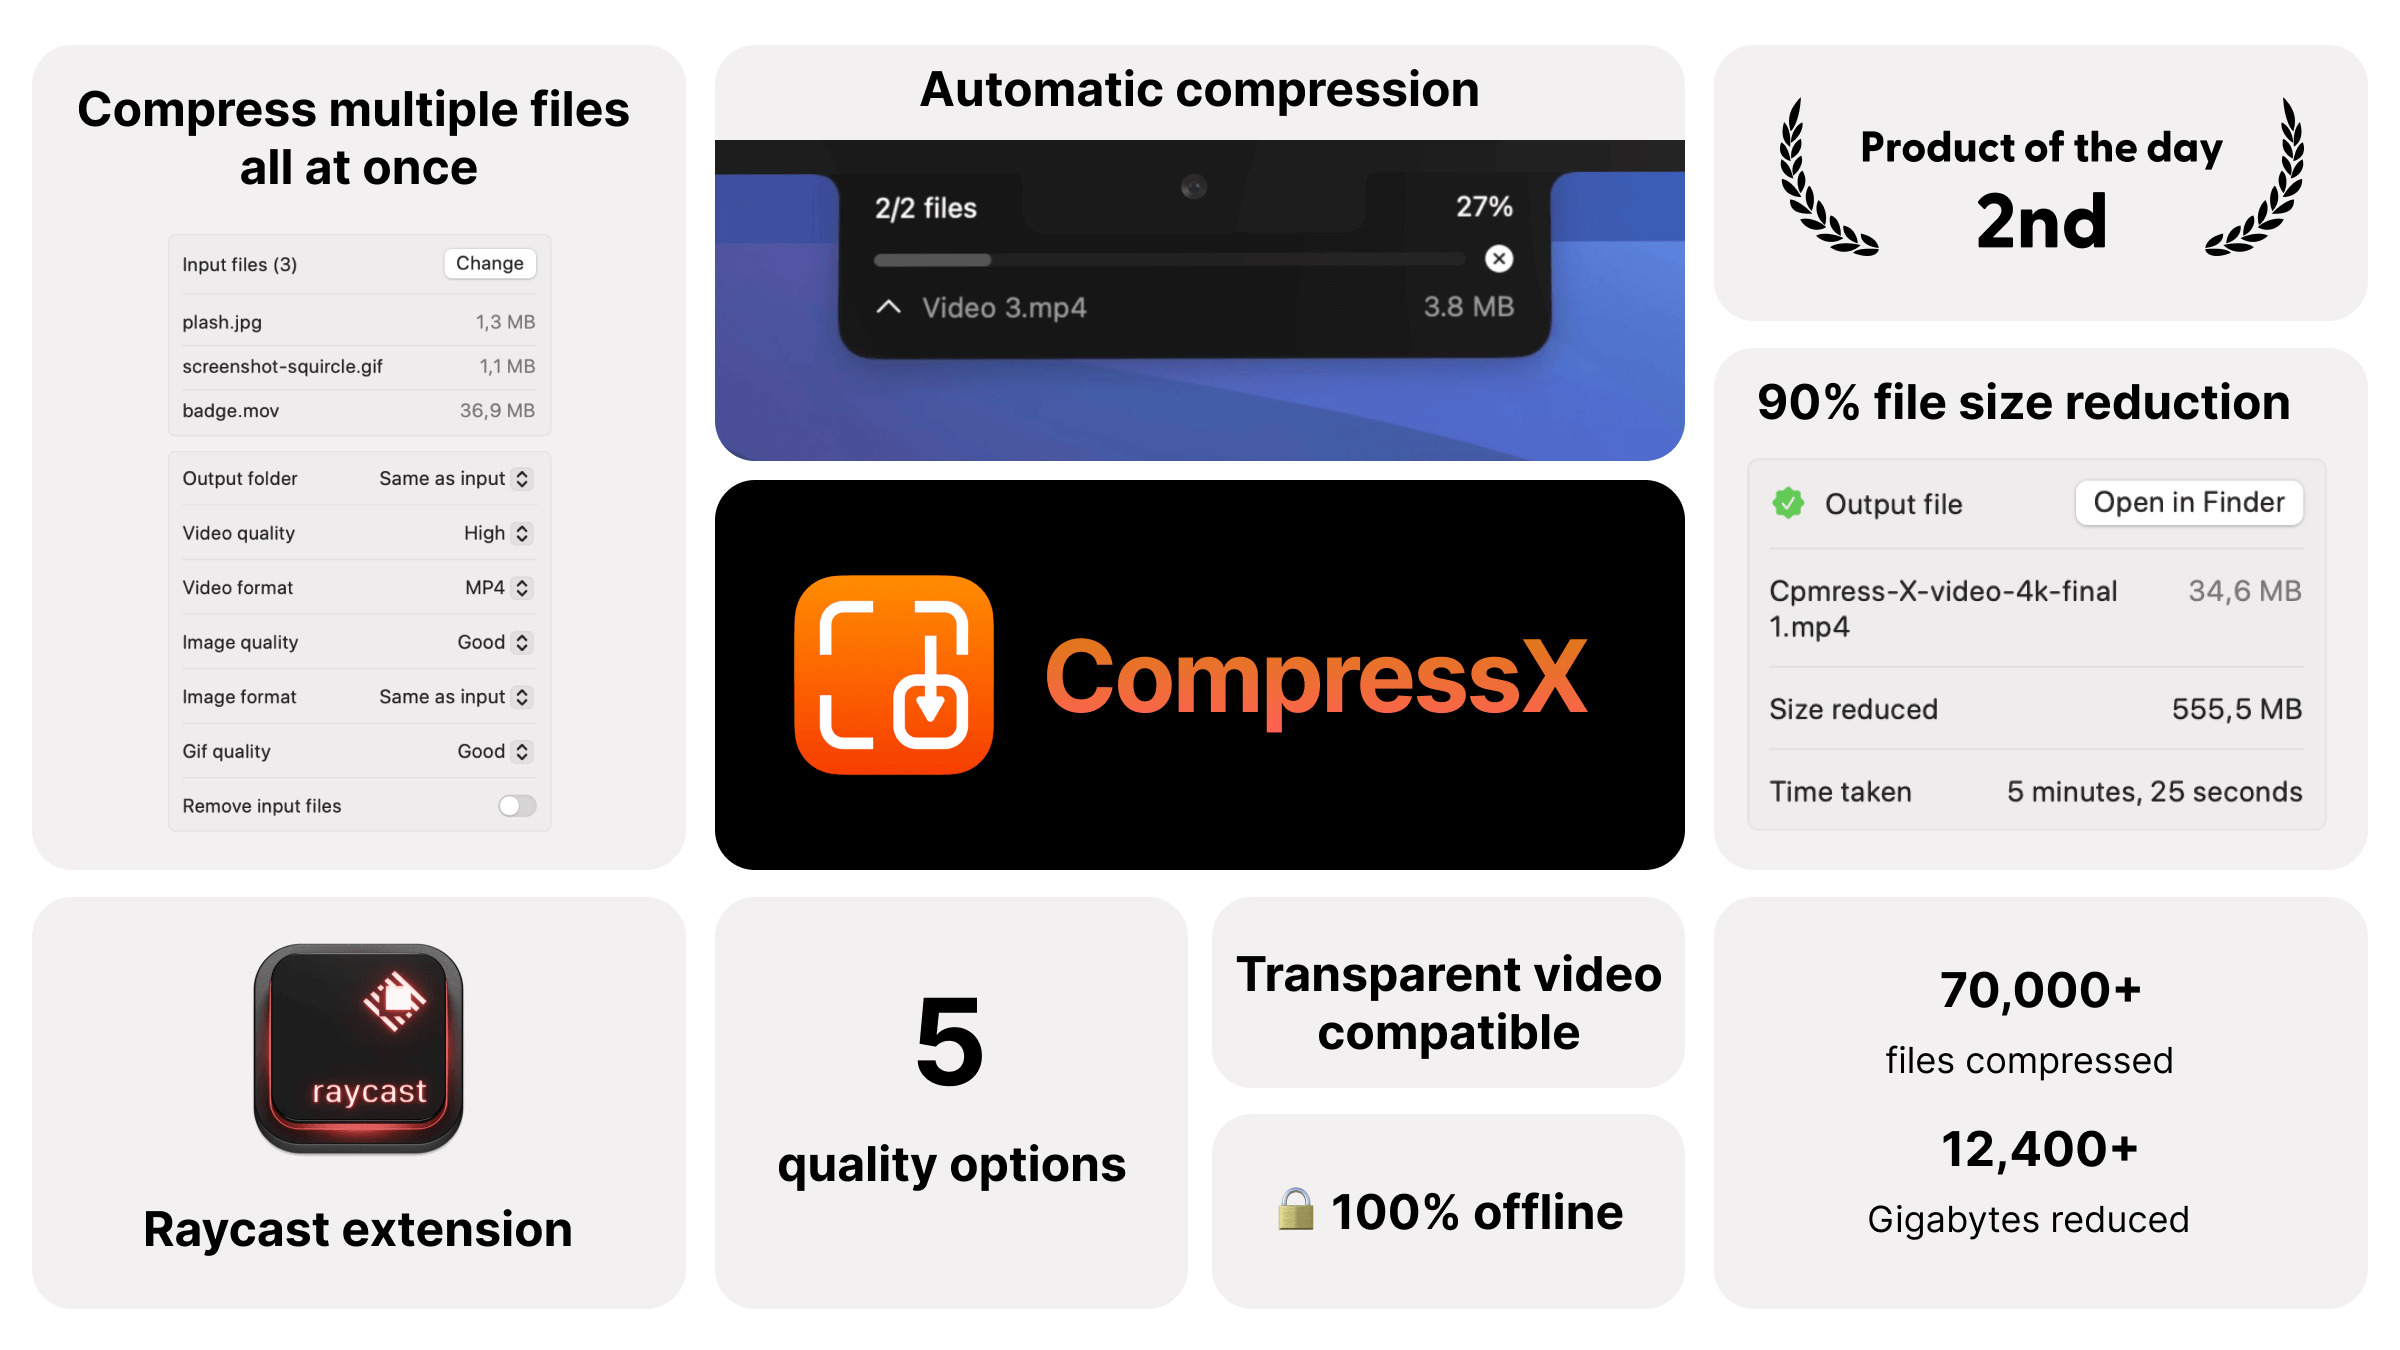 Compress multiple files
all at once
Input files (3)
Change
plash.jpg
1,3 MB
screenshot-squircle.gif
1,1 MB
badge.mov
36,9 MB
Output folder
Same as input
Video quality
High
Video format
MP4
Image quality
Good
Image format
Same as input
Gif quality
Good
Remove input files
Automatic compression
2/2 files
27%
Video 3.mp4
3.8 MB
CompressX
Product of the day
2nd
90% file size reduction
Output file
Open in Finder
Cpmress-X-video-4k-final
1.mp4
34,6 MB
Size reduced
555,5 MB
Time taken
5 minutes, 25 seconds
raycast
Raycast extension
5
quality options
Transparent video
compatible
100% offline
70,000+
files compressed
12,400+
Gigabytes reduced